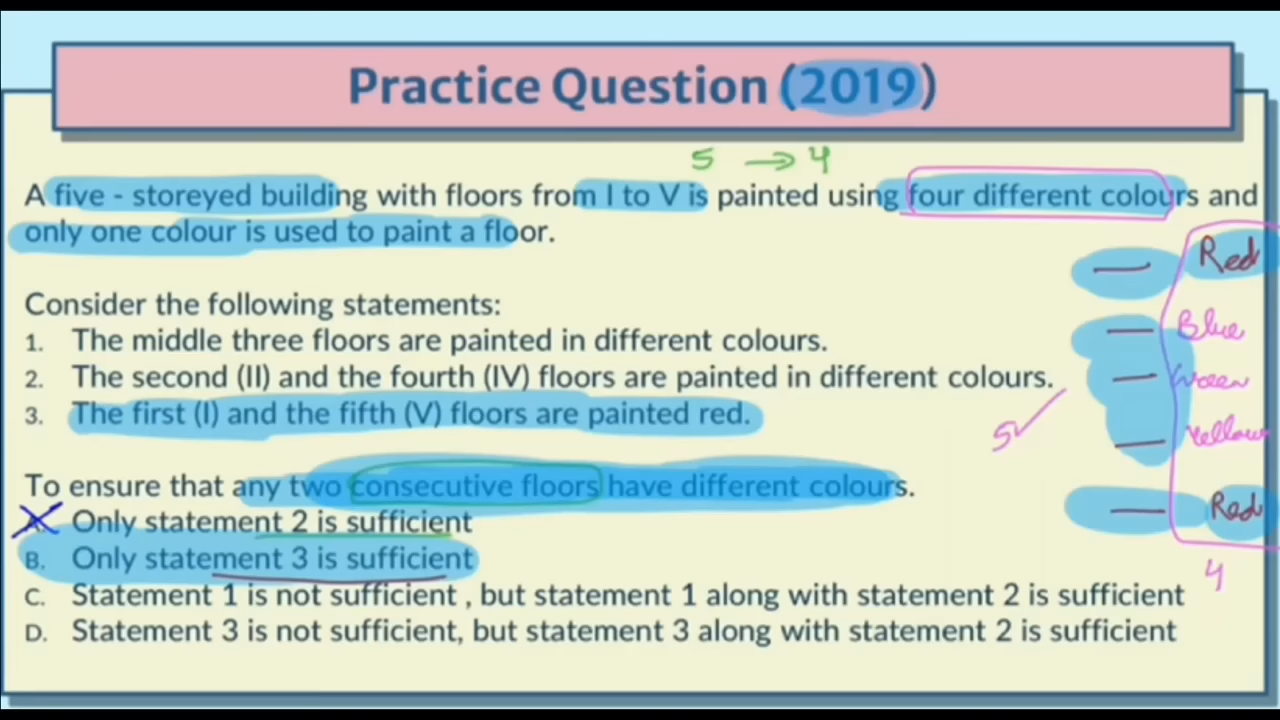 Practice Question (2019)
5 → 4
A five - storeyed building with floors from I to V is painted using four different colours and
only one colour is used to paint a floor.
Red
Consider the following statements:
Blue
1. The middle three floors are painted in different colours.
2. The second (II) and the fourth (IV) floors are painted in different colours.
3. The first (I) and the fifth (V) floors are painted red.
5✓
Yellow
To ensure that any two consecutive floors have different colours.
Red
A. Only statement 2 is sufficient
B. Only statement 3 is sufficient
4
C. Statement 1 is not sufficient , but statement 1 along with statement 2 is sufficient
D. Statement 3 is not sufficient, but statement 3 along with statement 2 is sufficient